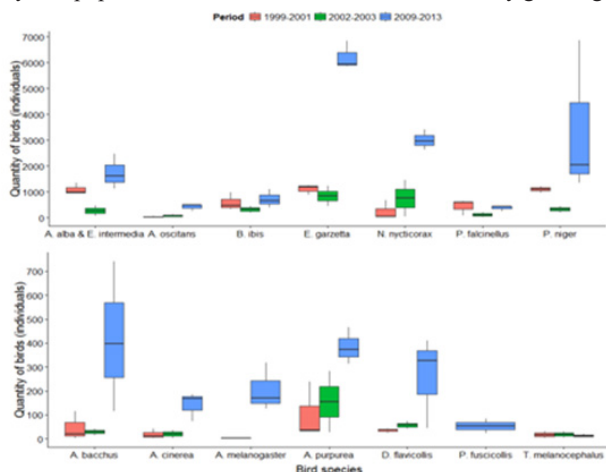 Period 1999-2001 2002-2003 2009-2013
Quantity of birds (individuals)
7000
6000
5000
4000
3000
2000
1000
0
A. alba & E. intermedia A. oscitans B. ibis E. garzetta N. nycticorax P. falcinellus P. niger
Quantity of birds (individuals)
700
600
500
400
300
200
100
0
A. bacchus A. cinerea A. melanogaster A. purpurea D. flavicollis P. fuscicollis T. melanocephalus
Bird species